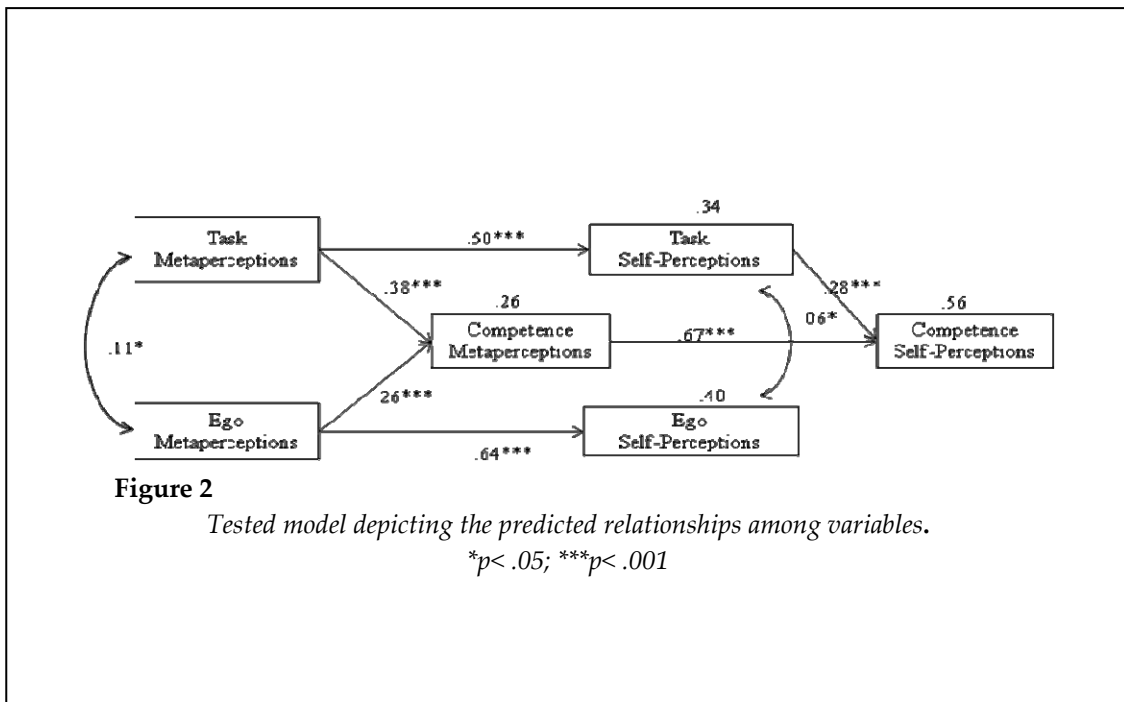 .34
Task
Metaperceptions
.50***
Task
Self-Perceptions
.38***
.28***
.26
.56
06*
Competence
Metaperceptions
.67***
Competence
Self-Perceptions
.11*
26***
.40
Ego
Metaperceptions
.64***
Ego
Self-Perceptions
Figure 2
Tested model depicting the predicted relationships among variables.
*p< .05; ***p< .001